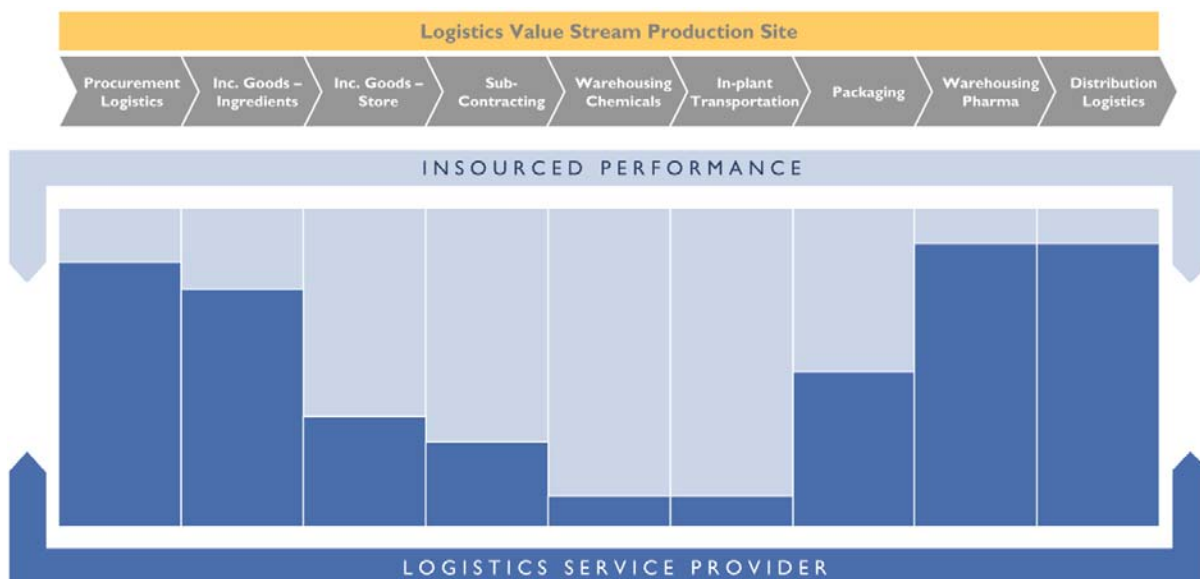 Logistics Value Stream Production Site
Procurement
Logistics
Inc. Goods –
Ingredients
Inc. Goods –
Store
Sub-
Contracting
Warehousing
Chemicals
In-plant
Transportation
Packaging
Warehousing
Pharma
Distribution
Logistics
INSOURCED PERFORMANCE
LOGISTICS SERVICE PROVIDER